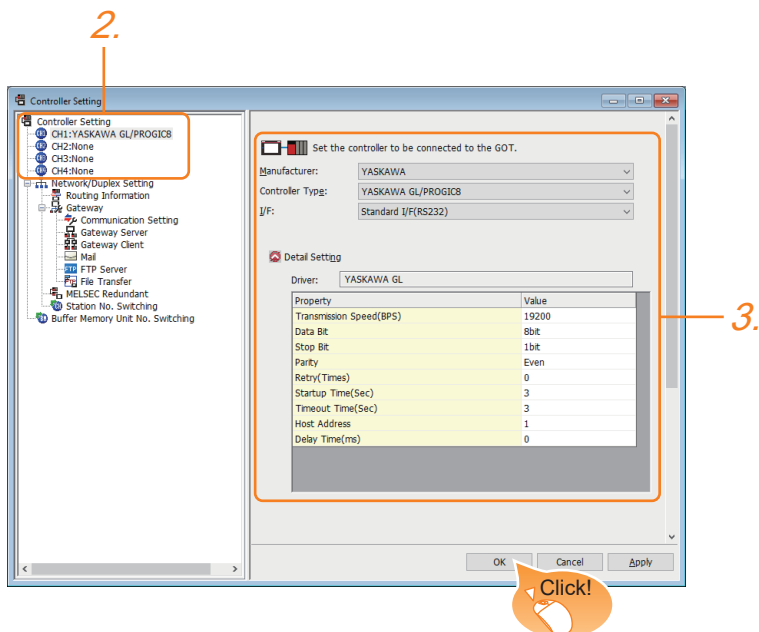 2.
Controller Setting
Controller Setting
CH1:YASKAWA GL/PROGIC8
CH2:None
CH3:None
CH4:None
Network/Duplex Setting
Routing Information
Gateway
Communication Setting
Gateway Server
Gateway Client
Mail
FTP FTP Server
File Transfer
MELSEC Redundant
Station No. Switching
Buffer Memory Unit No. Switching
Set the controller to be connected to the GOT.
Manufacturer: YASKAWA
Controller Type: YASKAWA GL/PROGIC8
I/F: Standard I/F(RS232)
Detail Setting
Driver: YASKAWA GL
Property Value
Transmission Speed(BPS) 19200
Data Bit 8bit
Stop Bit 1bit
Parity Even
Retry(Times) 0
Startup Time(Sec) 3
Timeout Time(Sec) 3
Host Address 1
Delay Time(ms) 0
3.
OK Cancel Apply
Click!